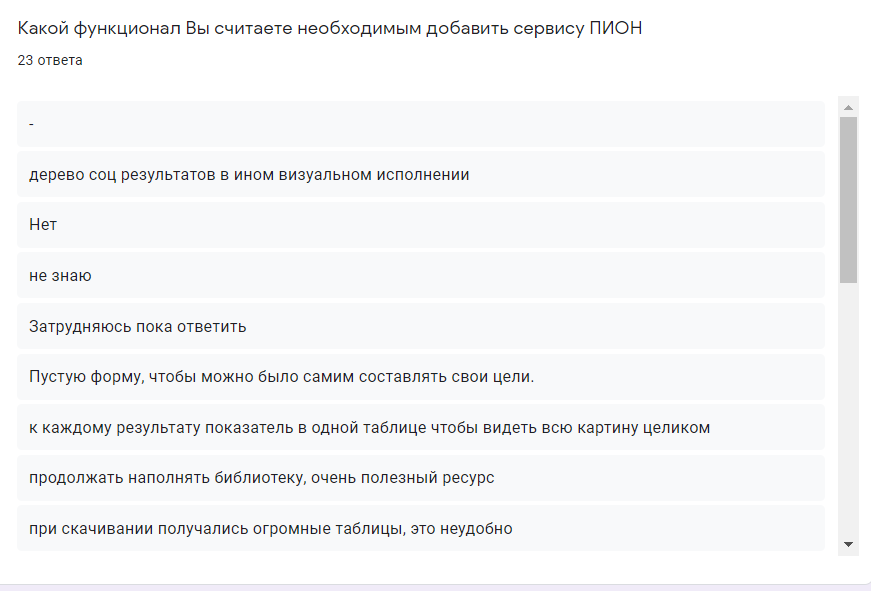 Какой функционал Вы считаете необходимым добавить сервису ПИОН
23 ответа
-
дерево соц результатов в ином визуальном исполнении
Нет
не знаю
Затрудняюсь пока ответить
Пустую форму, чтобы можно было самим составлять свои цели.
к каждому результату показатель в одной таблице чтобы видеть всю картину целиком
продолжать наполнять библиотеку, очень полезный ресурс
при скачивании получались огромные таблицы, это неудобно